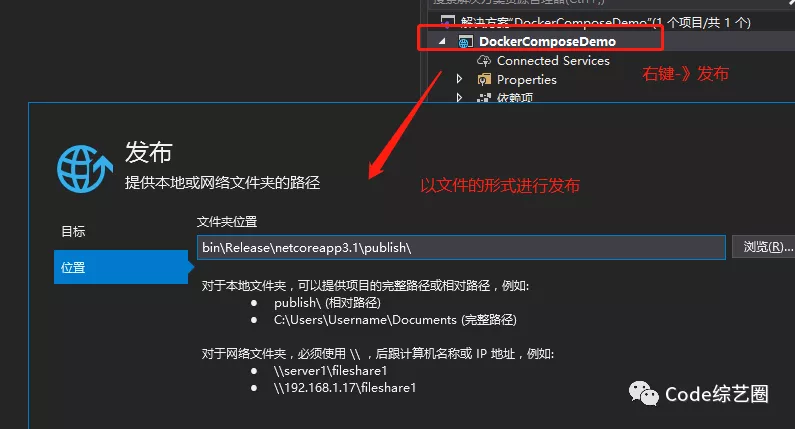 解决方案"DockerComposeDemo"(1 个项目/共 1 个)
DockerComposeDemo
Connected Services
右键-》发布
Properties
依赖项
发布
提供本地或网络文件夹的路径
以文件的形式进行发布
目标
文件夹位置
bin\Release\netcoreapp3.1\publish\
浏览(R)...
位置
对于本地文件夹，可以提供项目的完整路径或相对路径，例如:
● publish\ (相对路径)
● C:\Users\Username\Documents (完整路径)
对于网络文件夹，必须使用 \\ ，后跟计算机名称或 IP 地址，例如:
● \\server1\fileshare1
● \\192.168.1.17\fileshare1
Code综艺圈